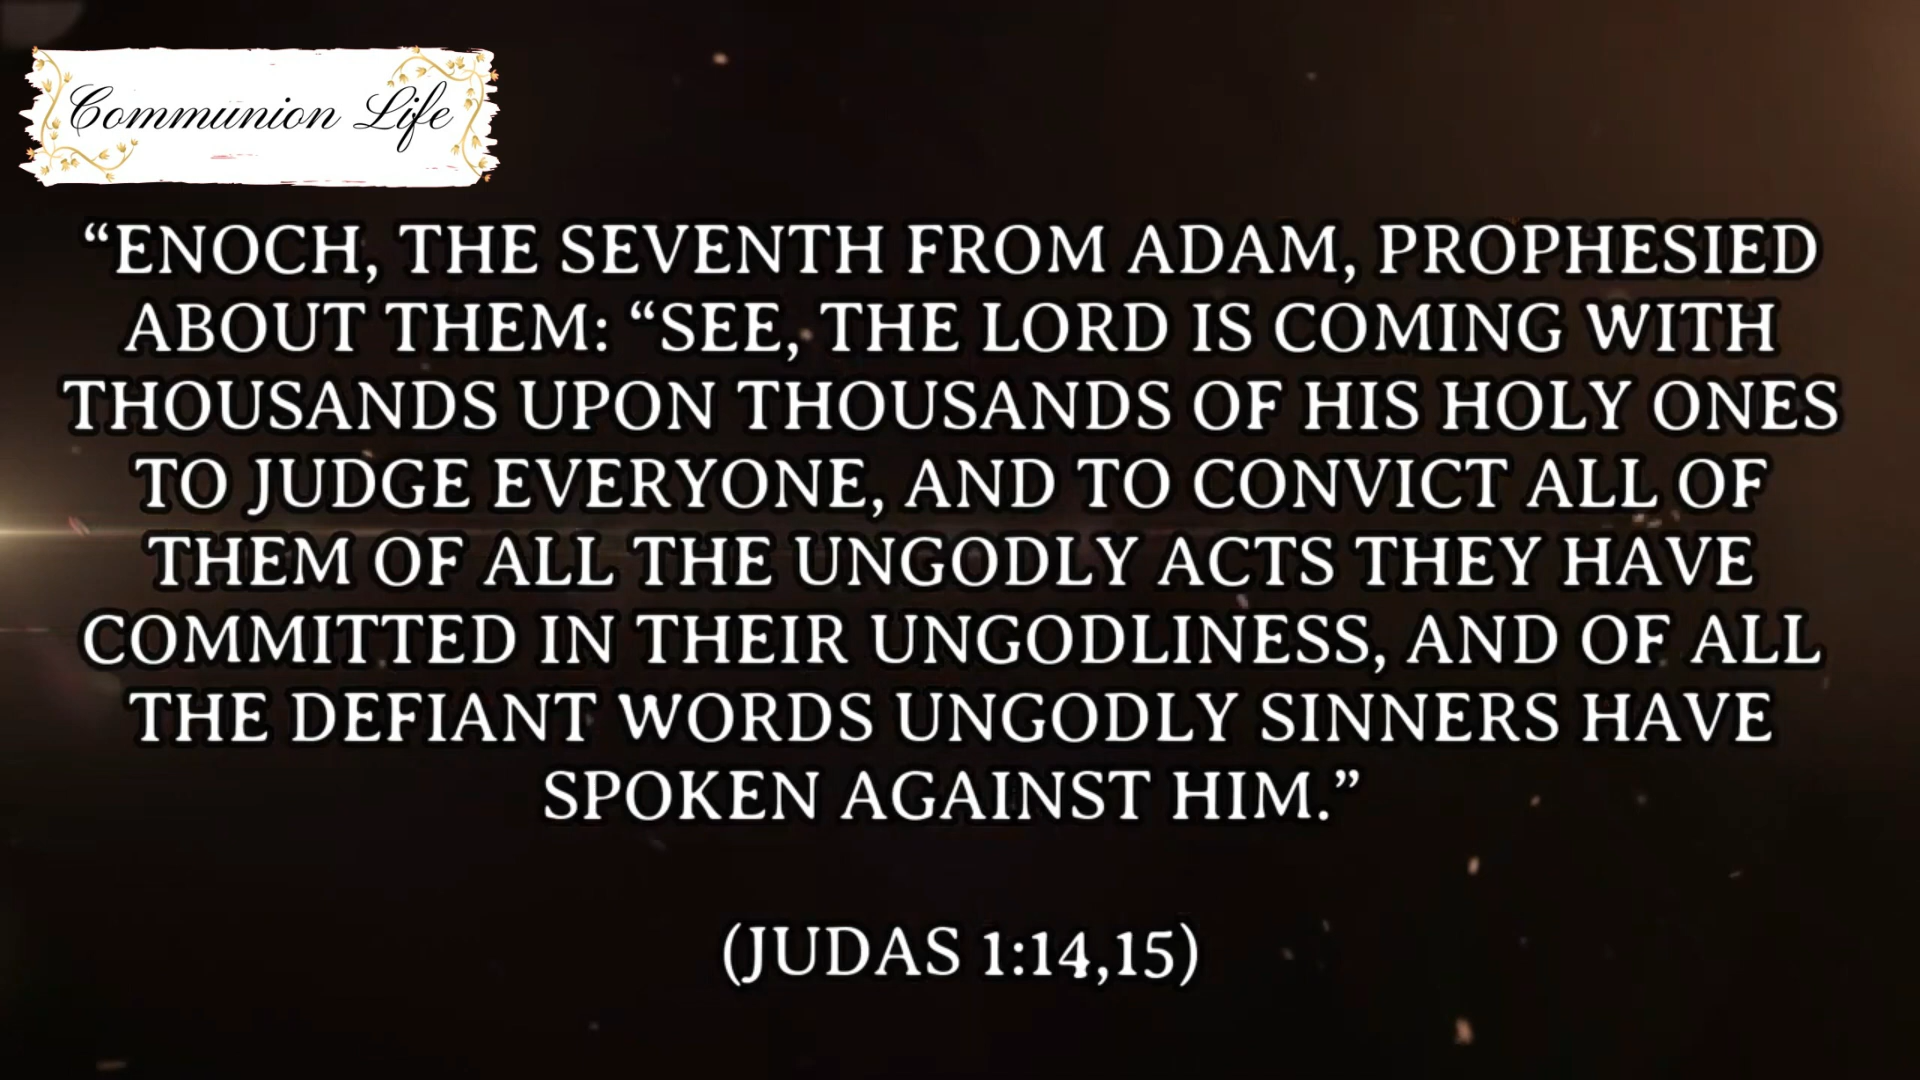 Communion Life
“ENOCH, THE SEVENTH FROM ADAM, PROPHESIED
ABOUT THEM: “SEE, THE LORD IS COMING WITH
THOUSANDS UPON THOUSANDS OF HIS HOLY ONES
TO JUDGE EVERYONE, AND TO CONVICT ALL OF
THEM OF ALL THE UNGODLY ACTS THEY HAVE
COMMITTED IN THEIR UNGODLINESS, AND OF ALL
THE DEFIANT WORDS UNGODLY SINNERS HAVE
SPOKEN AGAINST HIM.”
(JUDAS 1:14,15)